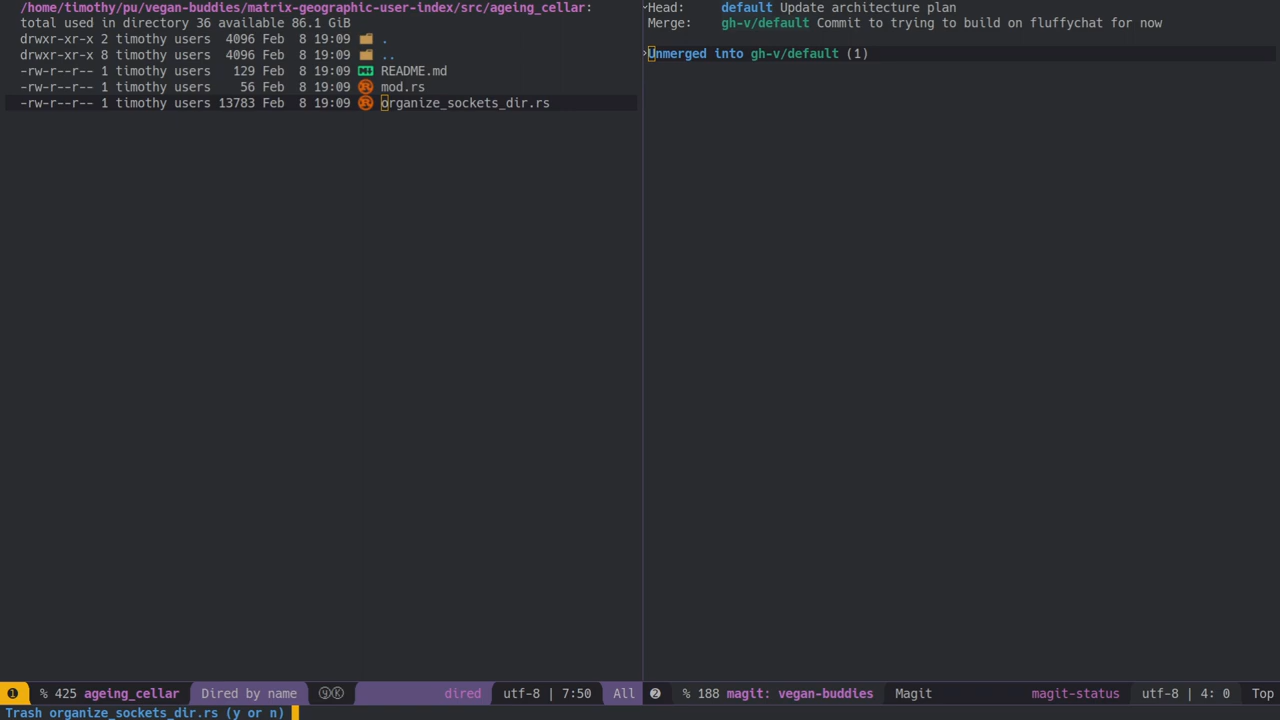 /home/timothy/pu/vegan-buddies/matrix-geographic-user-index/src/ageing_cellar:
total used in directory 36 available 86.1 GiB
drwxr-xr-x 2 timothy users 4096 Feb 8 19:09 .
drwxr-xr-x 8 timothy users 4096 Feb 8 19:09 ..
-rw-r--r-- 1 timothy users 129 Feb 8 19:09 README.md
-rw-r--r-- 1 timothy users 56 Feb 8 19:09 mod.rs
-rw-r--r-- 1 timothy users 13783 Feb 8 19:09 organize_sockets_dir.rs
Head: default Update architecture plan
Merge: gh-v/default Commit to trying to build on fluffychat for now
Unmerged into gh-v/default (1)
❶ % 425 ageing_cellar Dired by name ⓨⓀ dired utf-8 | 7:50 All
❷ % 188 magit: vegan-buddies Magit magit-status utf-8 | 4: 0 Top
Trash organize_sockets_dir.rs (y or n)